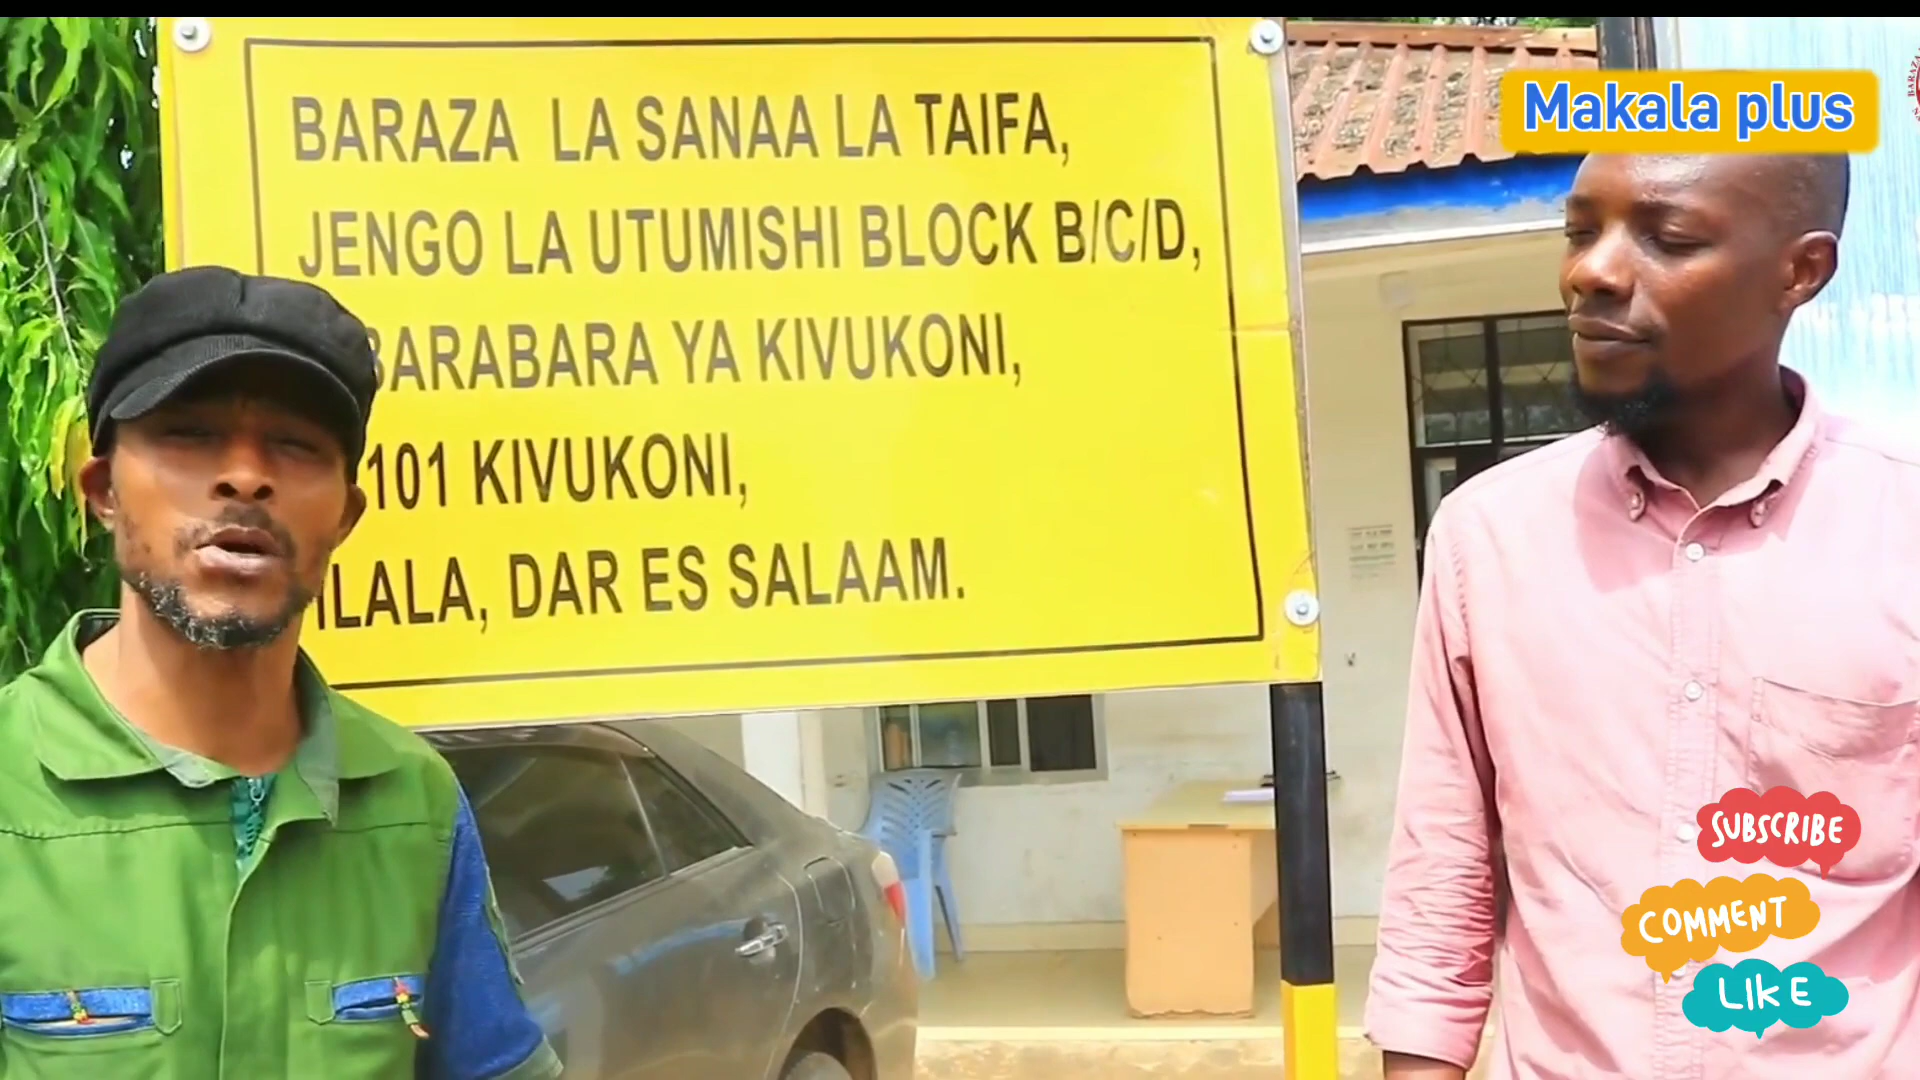 BARAZA LA SANAA LA TAIFA,
JENGO LA UTUMISHI BLOCK B/C/D,
BARABARA YA KIVUKONI,
101 KIVUKONI,
ILALA, DAR ES SALAAM.
Makala plus
SUBSCRIBE
COMMENT
LIKE